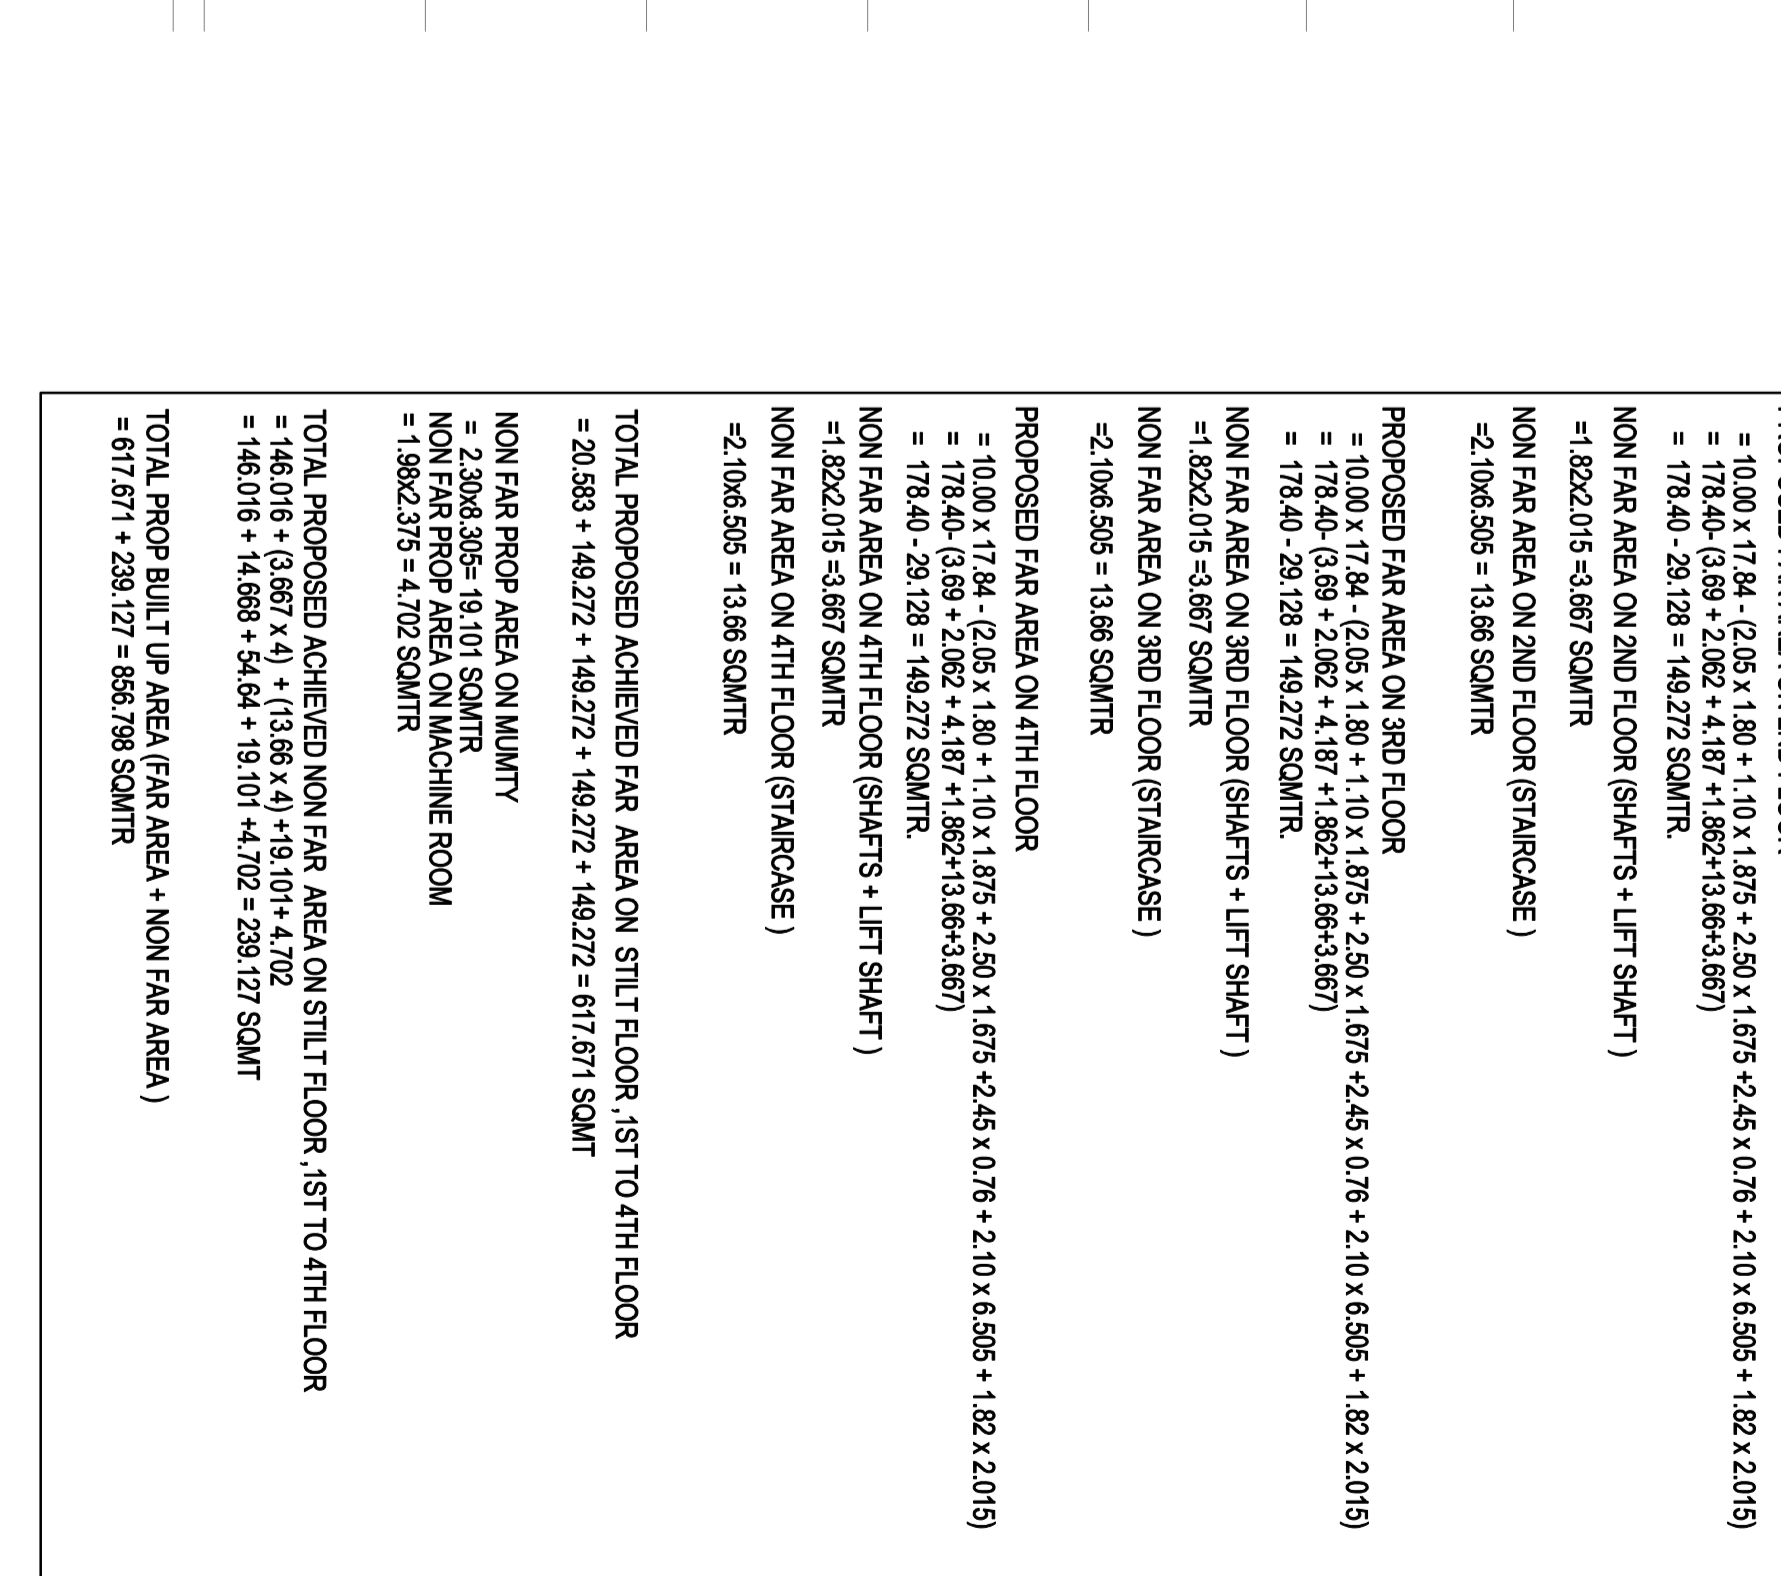 = 10.00 x 17.84 - (2.05 x 1.80 + 1.10 x 1.875 + 2.50 x 1.675 +2.45 x 0.76 + 2.10 x 6.505 + 1.82 x 2.015)
= 178.40- (3.69 + 2.062 + 4.187 +1.862+13.66+3.667)
= 178.40 - 29.128 = 149.272 SQMTR.
NON FAR AREA ON 2ND FLOOR (SHAFTS + LIFT SHAFT )
=1.82x2.015 =3.667 SQMTR
NON FAR AREA ON 2ND FLOOR (STAIRCASE )
=2.10x6.505 = 13.66 SQMTR
PROPOSED FAR AREA ON 3RD FLOOR
= 10.00 x 17.84 - (2.05 x 1.80 + 1.10 x 1.875 + 2.50 x 1.675 +2.45 x 0.76 + 2.10 x 6.505 + 1.82 x 2.015)
= 178.40- (3.69 + 2.062 + 4.187 +1.862+13.66+3.667)
= 178.40 - 29.128 = 149.272 SQMTR.
NON FAR AREA ON 3RD FLOOR (SHAFTS + LIFT SHAFT )
=1.82x2.015 =3.667 SQMTR
NON FAR AREA ON 3RD FLOOR (STAIRCASE )
=2.10x6.505 = 13.66 SQMTR
PROPOSED FAR AREA ON 4TH FLOOR
= 10.00 x 17.84 - (2.05 x 1.80 + 1.10 x 1.875 + 2.50 x 1.675 +2.45 x 0.76 + 2.10 x 6.505 + 1.82 x 2.015)
= 178.40- (3.69 + 2.062 + 4.187 +1.862+13.66+3.667)
= 178.40 - 29.128 = 149.272 SQMTR.
NON FAR AREA ON 4TH FLOOR (SHAFTS + LIFT SHAFT )
=1.82x2.015 =3.667 SQMTR
NON FAR AREA ON 4TH FLOOR (STAIRCASE )
=2.10x6.505 = 13.66 SQMTR
TOTAL PROPOSED ACHIEVED FAR AREA ON STILT FLOOR ,1ST TO 4TH FLOOR
= 20.583 + 149.272 + 149.272 + 149.272 + 149.272 = 617.671 SQMT
NON FAR PROP AREA ON MUMTY
= 2.30x8.305= 19.101 SQMTR
NON FAR PROP AREA ON MACHINE ROOM
= 1.98x2.375 = 4.702 SQMTR
TOTAL PROPOSED ACHIEVED NON FAR AREA ON STILT FLOOR ,1ST TO 4TH FLOOR
= 146.016 + (3.667 x 4) + (13.66 x 4) +19.101+ 4.702
= 146.016 + 14.668 + 54.64 + 19.101 +4.702 = 239.127 SQMT
TOTAL PROP BUILT UP AREA (FAR AREA + NON FAR AREA )
= 617.671 + 239.127 = 856.798 SQMTR